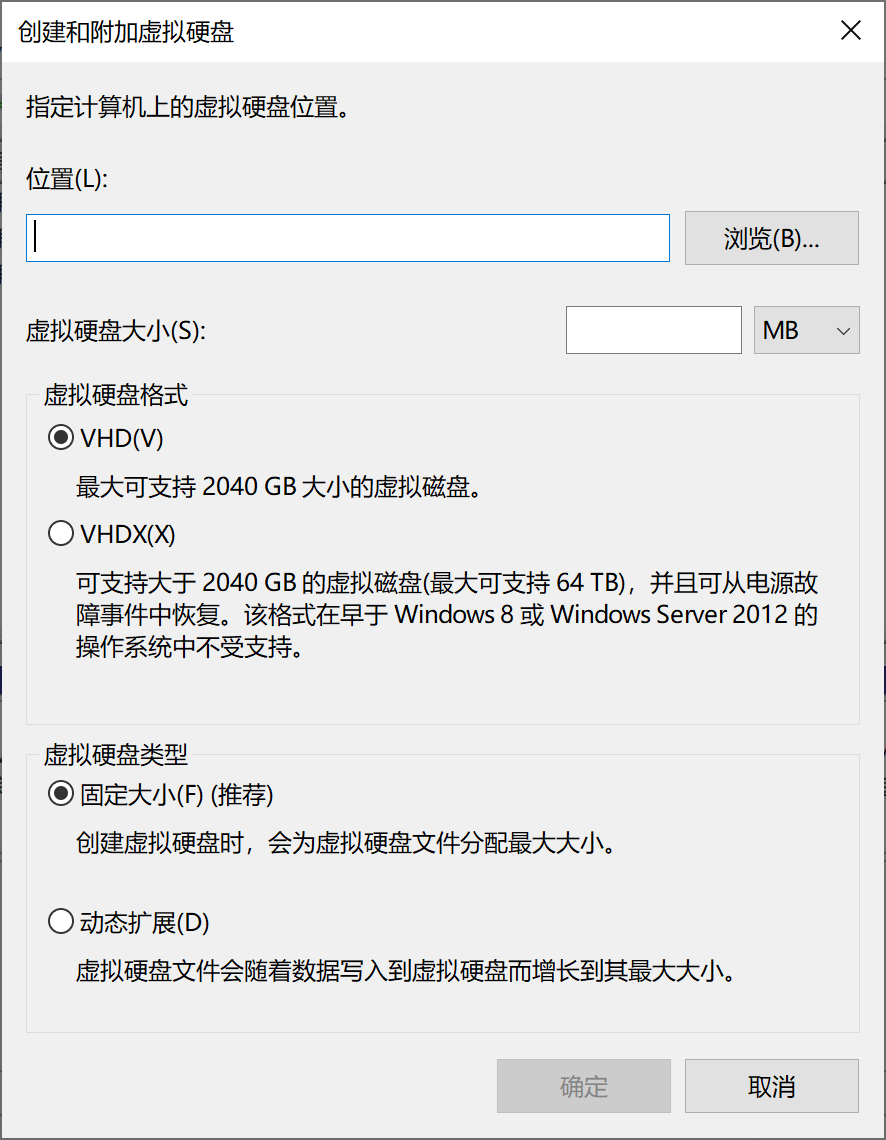 创建和附加虚拟硬盘
指定计算机上的虚拟硬盘位置。
位置(L):
浏览(B)...
虚拟硬盘大小(S):
MB
虚拟硬盘格式
VHD(V)
最大可支持 2040 GB 大小的虚拟磁盘。
VHDX(X)
可支持大于 2040 GB 的虚拟磁盘(最大可支持 64 TB)，并且可从电源故
障事件中恢复。该格式在早于 Windows 8 或 Windows Server 2012 的
操作系统中不受支持。
虚拟硬盘类型
固定大小(F) (推荐)
创建虚拟硬盘时，会为虚拟硬盘文件分配最大大小。
动态扩展(D)
虚拟硬盘文件会随着数据写入到虚拟硬盘而增长到其最大大小。
确定
取消